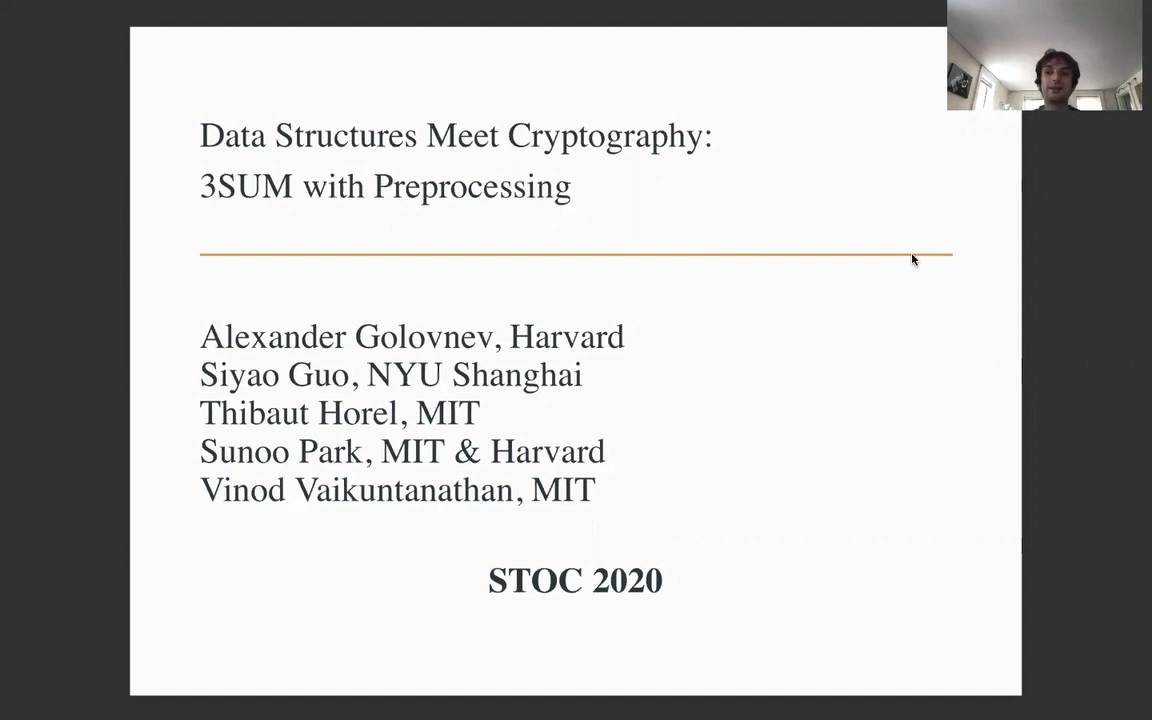 Data Structures Meet Cryptography:
3SUM with Preprocessing
Alexander Golovnev, Harvard
Siyao Guo, NYU Shanghai
Thibaut Horel, MIT
Sunoo Park, MIT & Harvard
Vinod Vaikuntanathan, MIT
STOC 2020